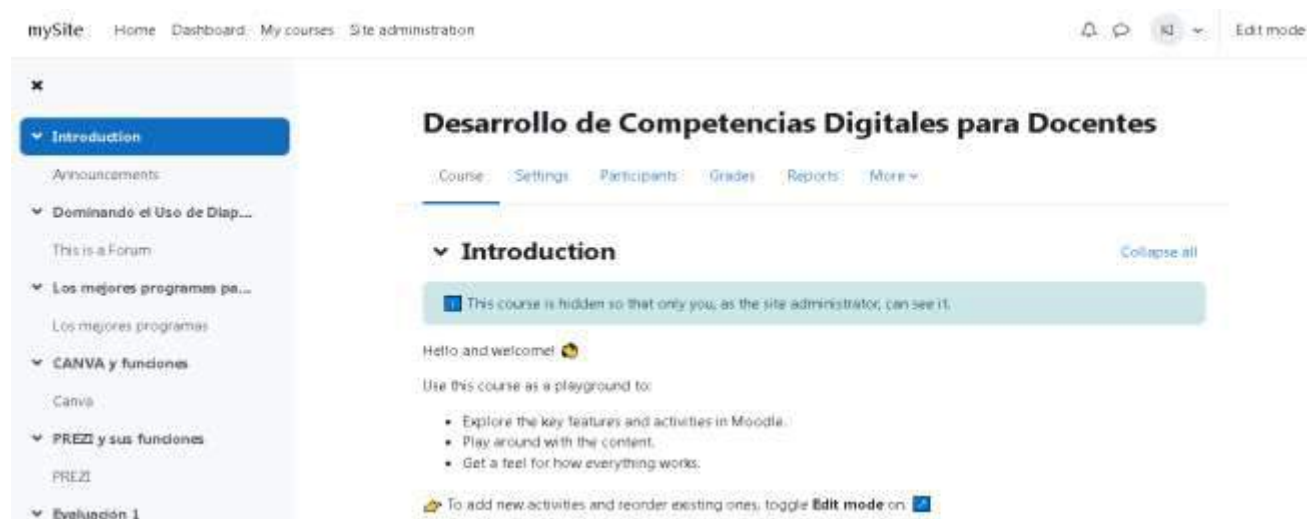 mySite Home Dashboard My courses Site administration Edit mode
Introduction
Announcements
Dominando el Uso de Diap...
This is a Forum
Los mejores programas pa...
Los mejores programas
CANVA y funciones
Canva
PREZI y sus funciones
PREZI
Evaluación 1
Desarrollo de Competencias Digitales para Docentes
Course Settings Participants Grades Reports More
Introduction Collapse all
This course is hidden so that only you, as the site administrator, can see it.
Hello and welcome!
Use this course as a playground to:
Explore the key features and activities in Moodle.
Play around with the content.
Get a feel for how everything works.
To add new activities and reorder existing ones, toggle Edit mode on.